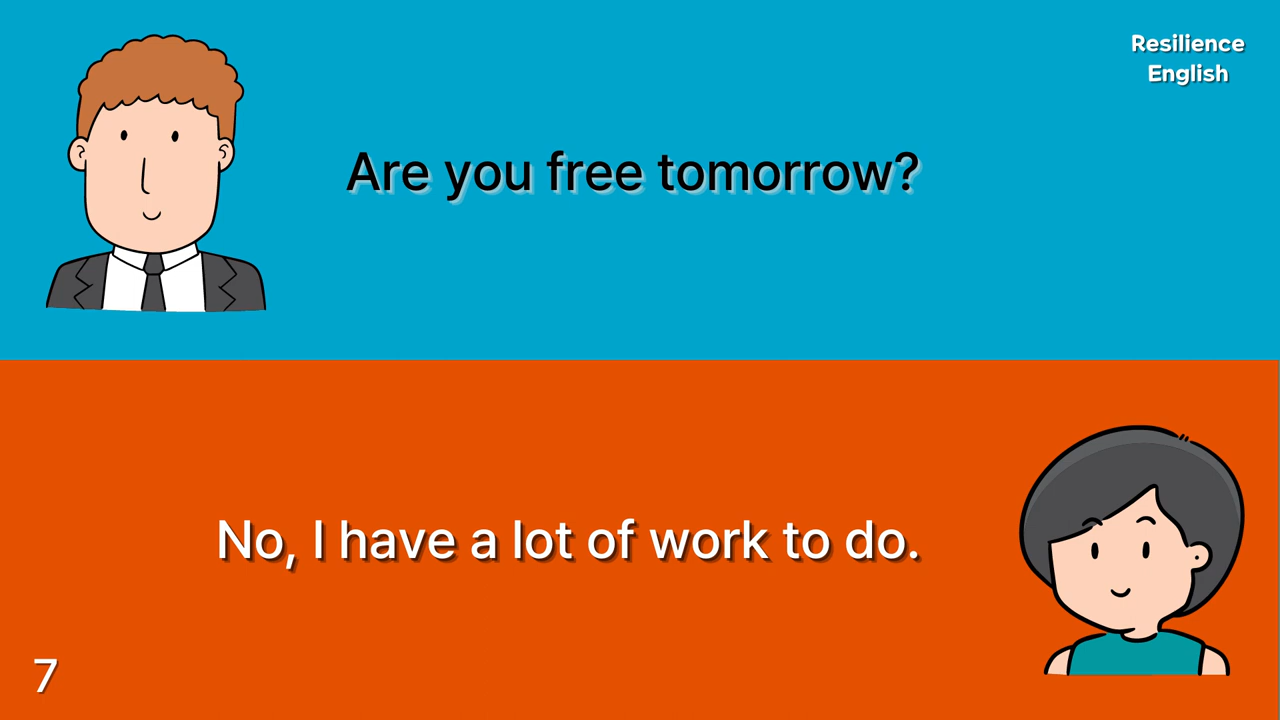 Resilience
English
Are you free tomorrow?
No, I have a lot of work to do.
7